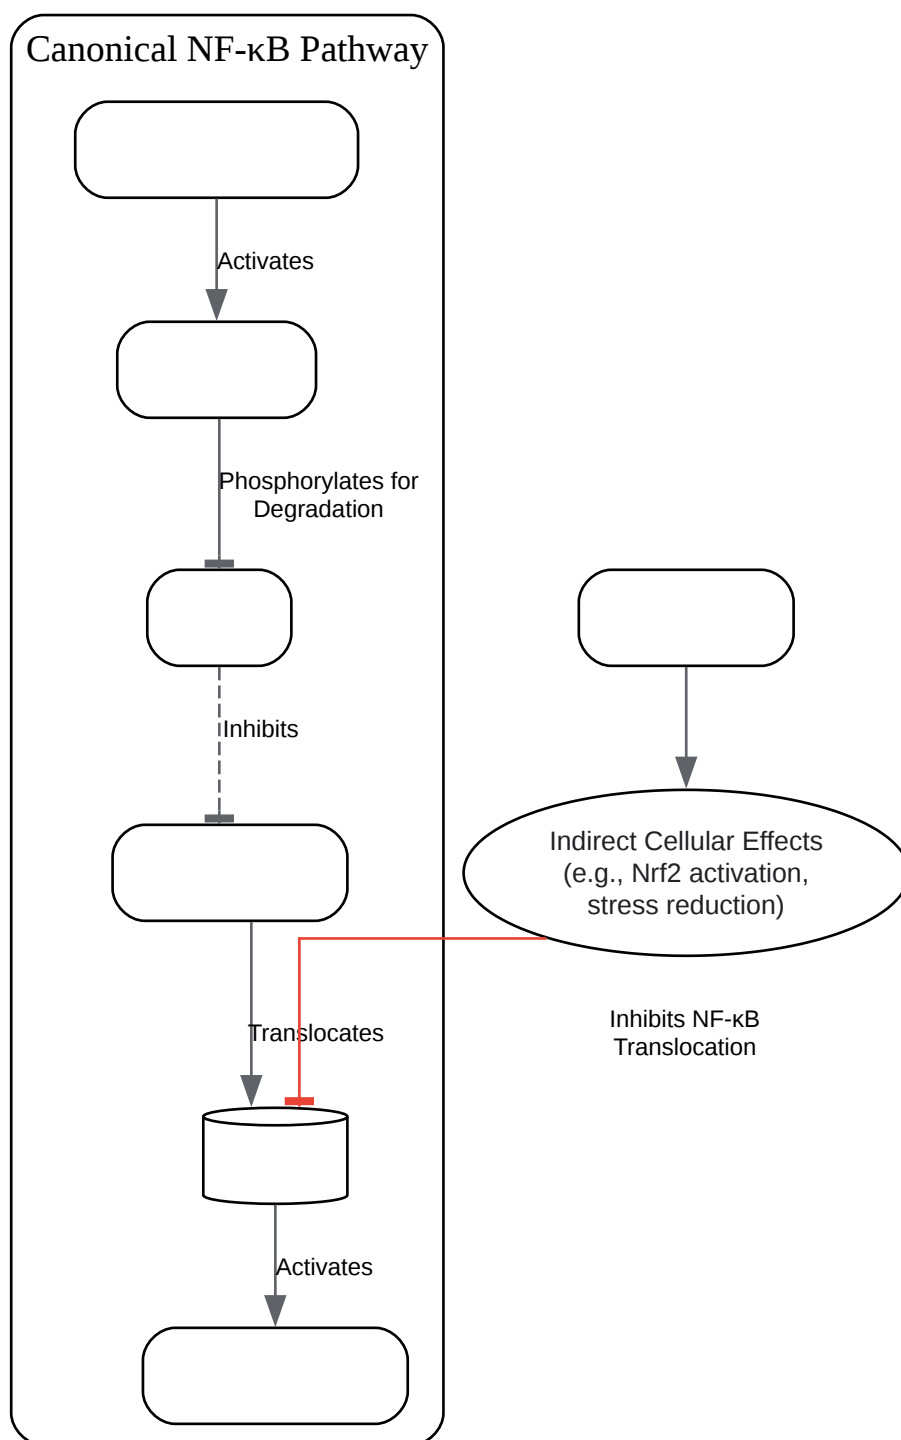 Canonical NF-κB Pathway
Activates
Phosphorylates for
Degradation
Inhibits
Indirect Cellular Effects
(e.g., Nrf2 activation,
stress reduction)
Translocates
Inhibits NF-κB
Translocation
Activates